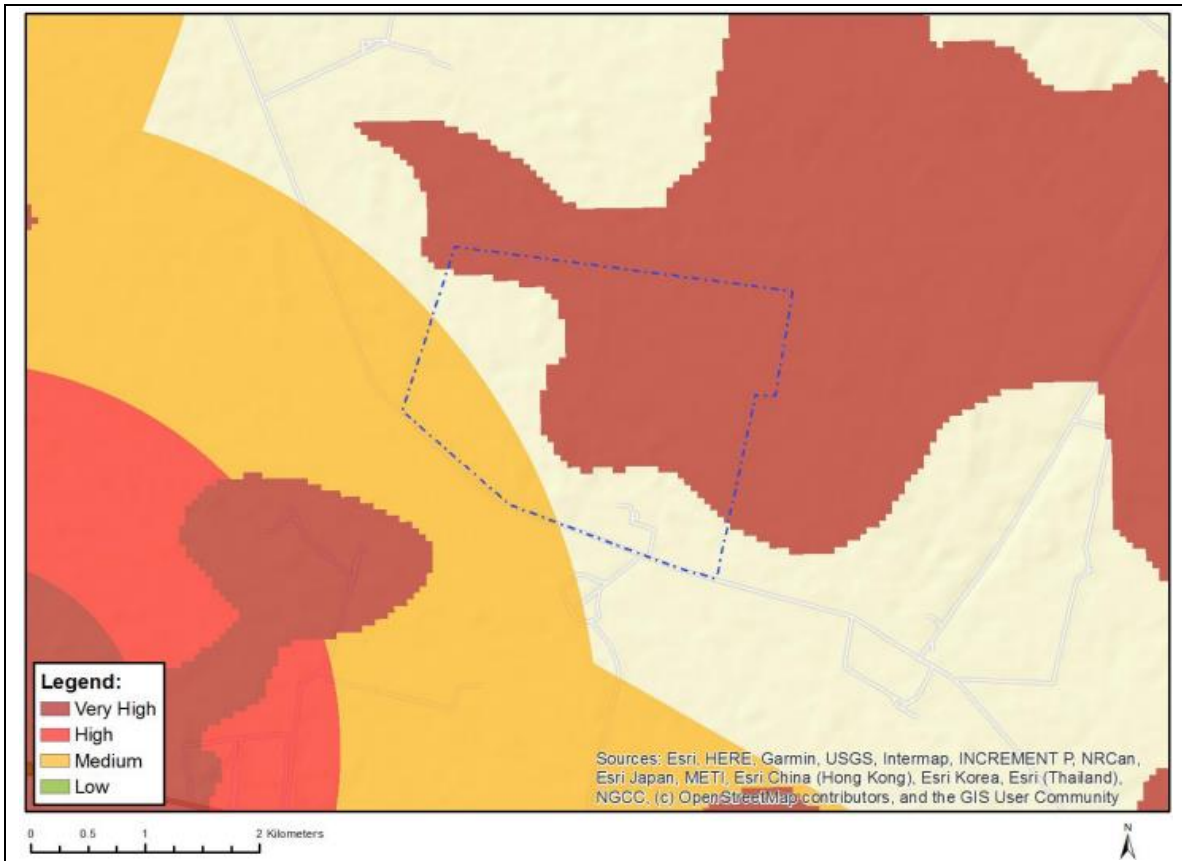 Legend:
Very High
High
Medium
Low
Sources: Esri, HERE, Garmin, USGS, Intermap, INCREMENT P, NRCan,
Esri Japan, METI, Esri China (Hong Kong), Esri Korea, Esri (Thailand),
NGCC, (c) OpenStreetMap contributors, and the GIS User Community
0 0.5 1 2 Kilometers
N